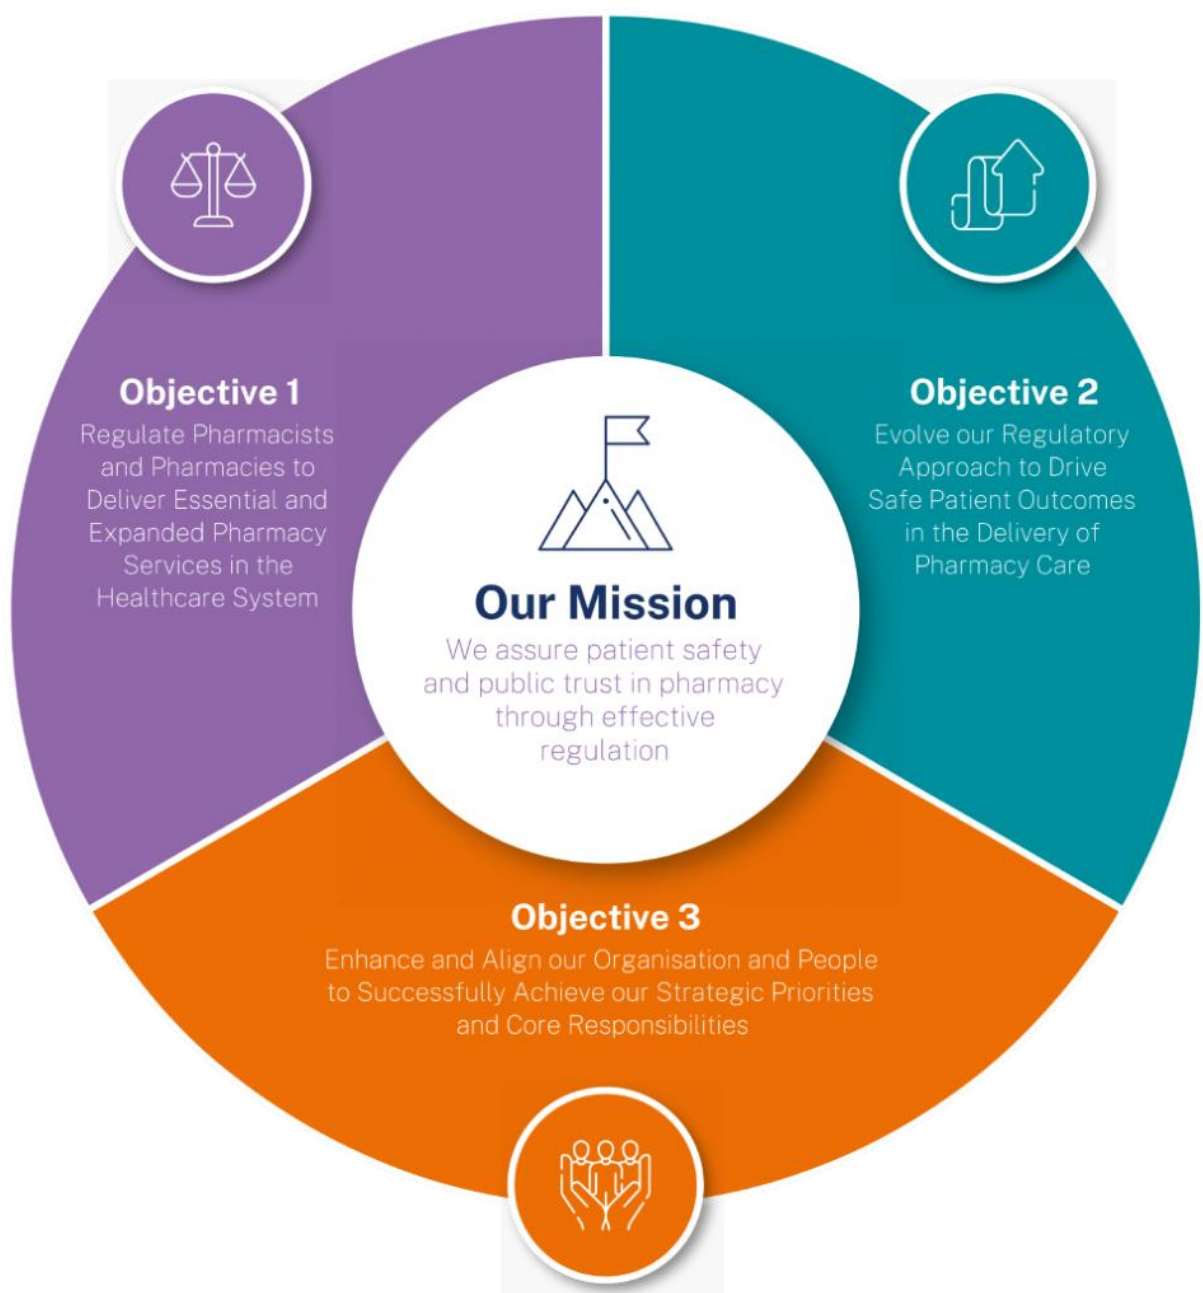 Objective 1
Regulate Pharmacists
and Pharmacies to
Deliver Essential and
Expanded Pharmacy
Services in the
Healthcare System
Objective 2
Evolve our Regulatory
Approach to Drive
Safe Patient Outcomes
in the Delivery of
Pharmacy Care
Our Mission
We assure patient safety
and public trust in pharmacy
through effective
regulation
Objective 3
Enhance and Align our Organisation and People
to Successfully Achieve our Strategic Priorities
and Core Responsibilities